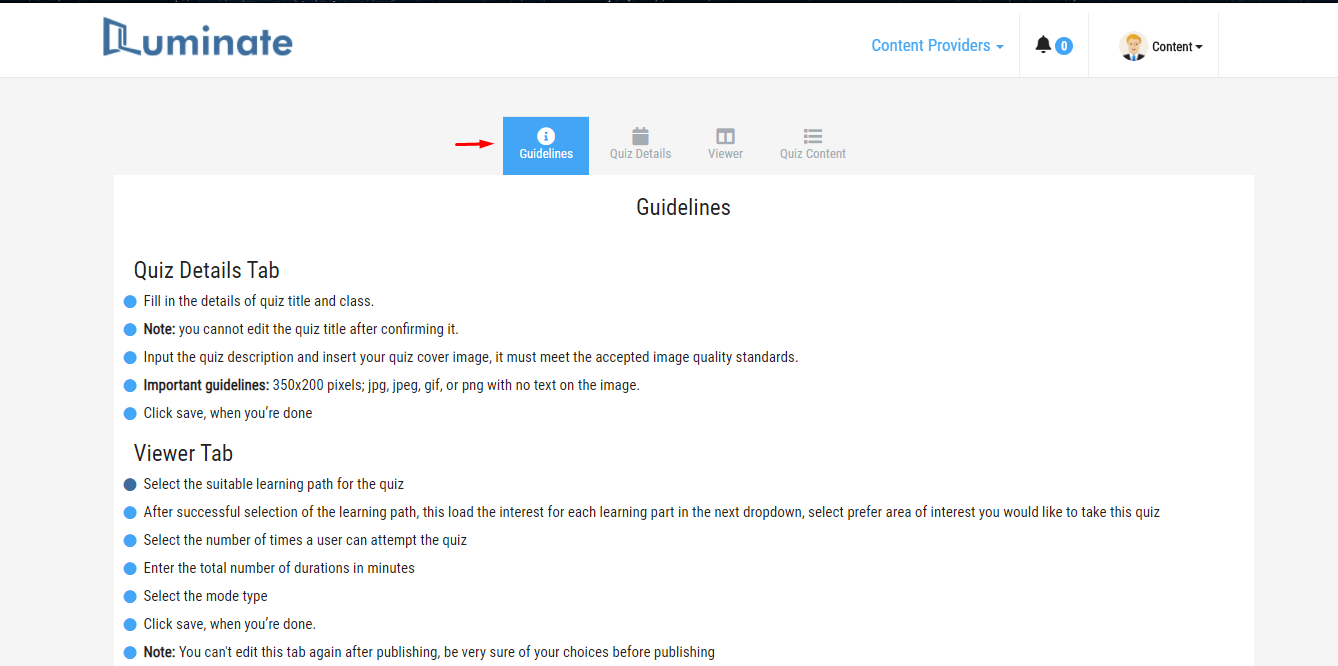 Luminate
Content Providers
0
Content
Guidelines
Quiz Details
Viewer
Quiz Content
Guidelines
Quiz Details Tab
Fill in the details of quiz title and class.
Note: you cannot edit the quiz title after confirming it.
Input the quiz description and insert your quiz cover image, it must meet the accepted image quality standards.
Important guidelines: 350x200 pixels; jpg, jpeg, gif, or png with no text on the image.
Click save, when you’re done
Viewer Tab
Select the suitable learning path for the quiz
After successful selection of the learning path, this load the interest for each learning part in the next dropdown, select prefer area of interest you would like to take this quiz
Select the number of times a user can attempt the quiz
Enter the total number of durations in minutes
Select the mode type
Click save, when you’re done.
Note: You can't edit this tab again after publishing, be very sure of your choices before publishing